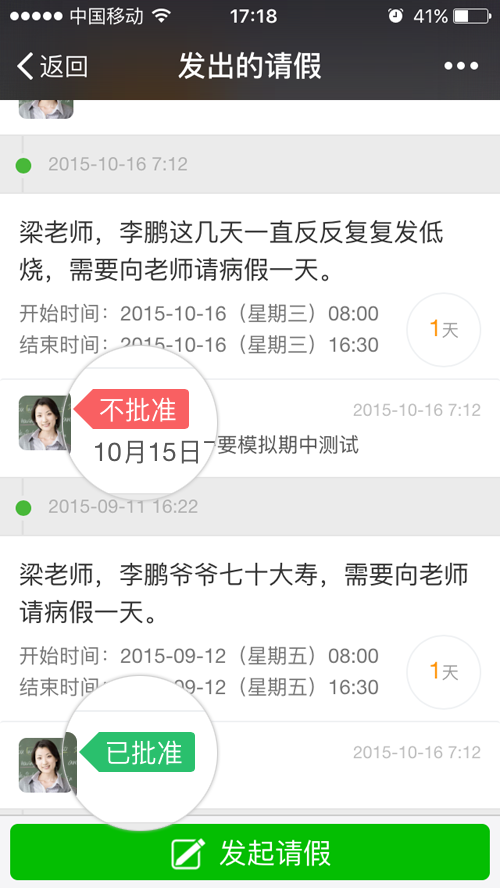 中国移动 17:18 41%
返回 发出的请假
2015-10-16 7:12
梁老师，李鹏这几天一直反反复复发低
烧，需要向老师请病假一天。
开始时间：2015-10-16（星期三）08:00
1天
结束时间：2015-10-16（星期三）16:30
不批准 2015-10-16 7:12
10月15日要模拟期中测试
2015-09-11 16:22
梁老师，李鹏爷爷七十大寿，需要向老师
请病假一天。
开始时间：2015-09-12（星期五）08:00
1天
结束时间：2015-09-12（星期五）16:30
已批准 2015-10-16 7:12
发起请假